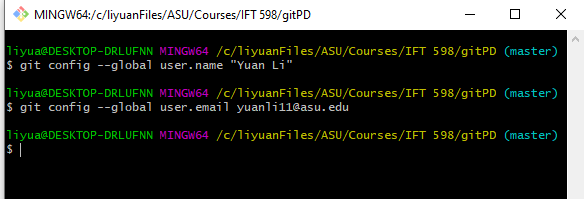 MINGW64:/c/liyuanFiles/ASU/Courses/IFT 598/gitPD
liyua@DESKTOP-DRLUFNN MINGW64 /c/liyuanFiles/ASU/Courses/IFT 598/gitPD (master)
$ git config --global user.name "Yuan Li"
liyua@DESKTOP-DRLUFNN MINGW64 /c/liyuanFiles/ASU/Courses/IFT 598/gitPD (master)
$ git config --global user.email yuanli11@asu.edu
liyua@DESKTOP-DRLUFNN MINGW64 /c/liyuanFiles/ASU/Courses/IFT 598/gitPD (master)
$